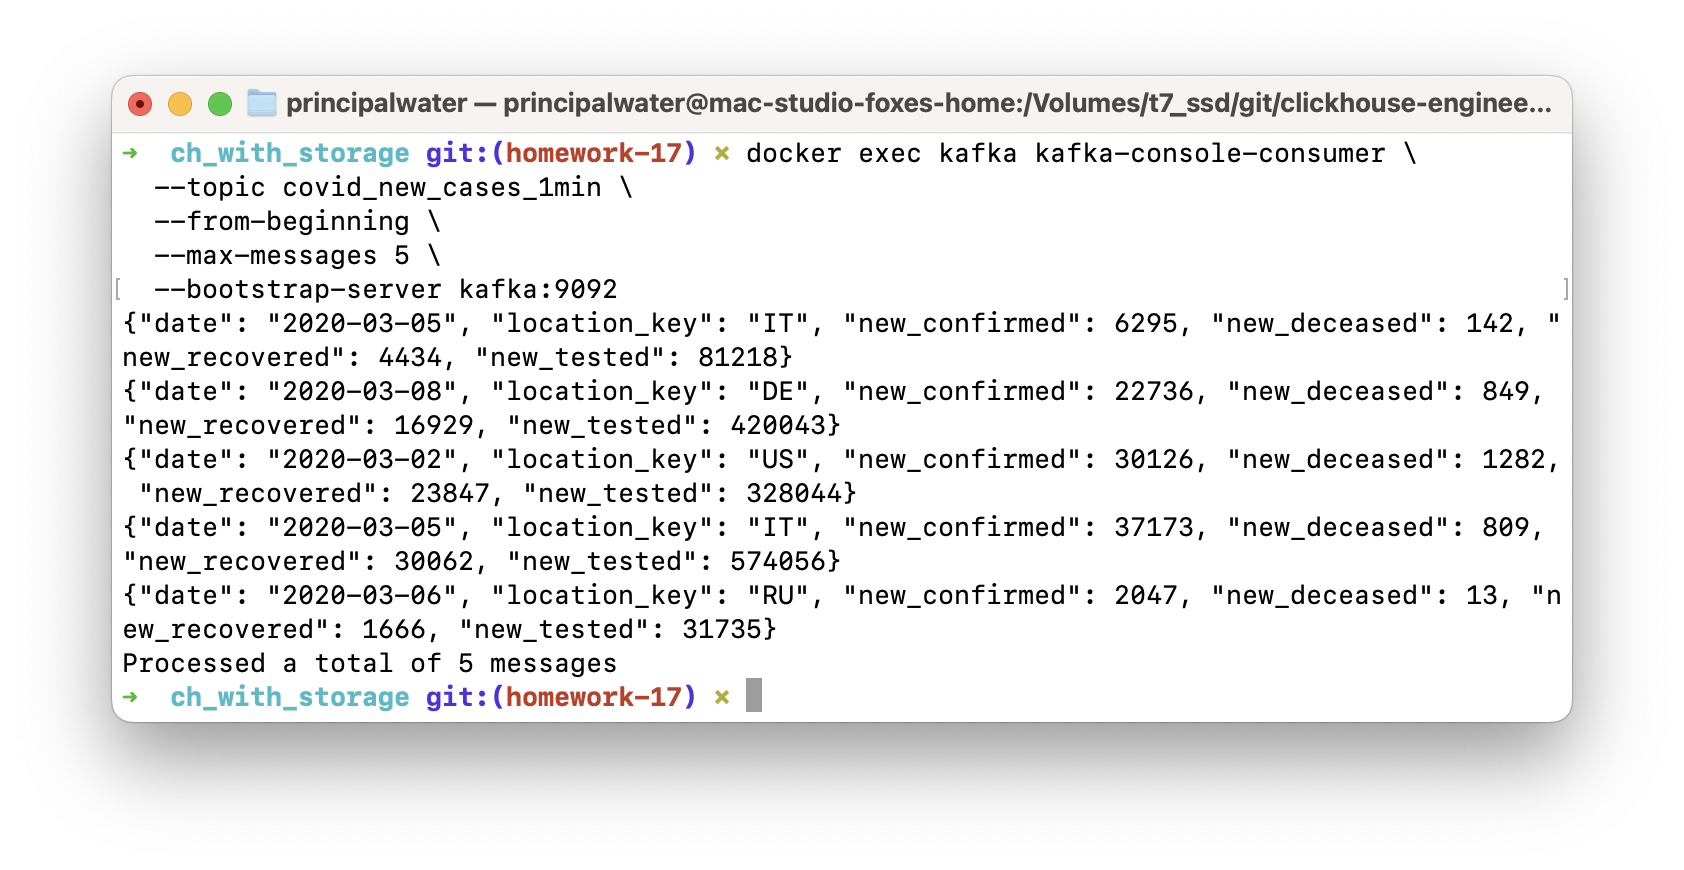 principalwater — principalwater@mac-studio-foxes-home:/Volumes/t7_ssd/git/clickhouse-enginee...
➜  ch_with_storage git:(homework-17) ✗ docker exec kafka kafka-console-consumer \
  --topic covid_new_cases_1min \
  --from-beginning \
  --max-messages 5 \
[  --bootstrap-server kafka:9092 ]
{"date": "2020-03-05", "location_key": "IT", "new_confirmed": 6295, "new_deceased": 142, "
new_recovered": 4434, "new_tested": 81218}
{"date": "2020-03-08", "location_key": "DE", "new_confirmed": 22736, "new_deceased": 849,
"new_recovered": 16929, "new_tested": 420043}
{"date": "2020-03-02", "location_key": "US", "new_confirmed": 30126, "new_deceased": 1282,
 "new_recovered": 23847, "new_tested": 328044}
{"date": "2020-03-05", "location_key": "IT", "new_confirmed": 37173, "new_deceased": 809,
"new_recovered": 30062, "new_tested": 574056}
{"date": "2020-03-06", "location_key": "RU", "new_confirmed": 2047, "new_deceased": 13, "n
ew_recovered": 1666, "new_tested": 31735}
Processed a total of 5 messages
➜  ch_with_storage git:(homework-17) ✗